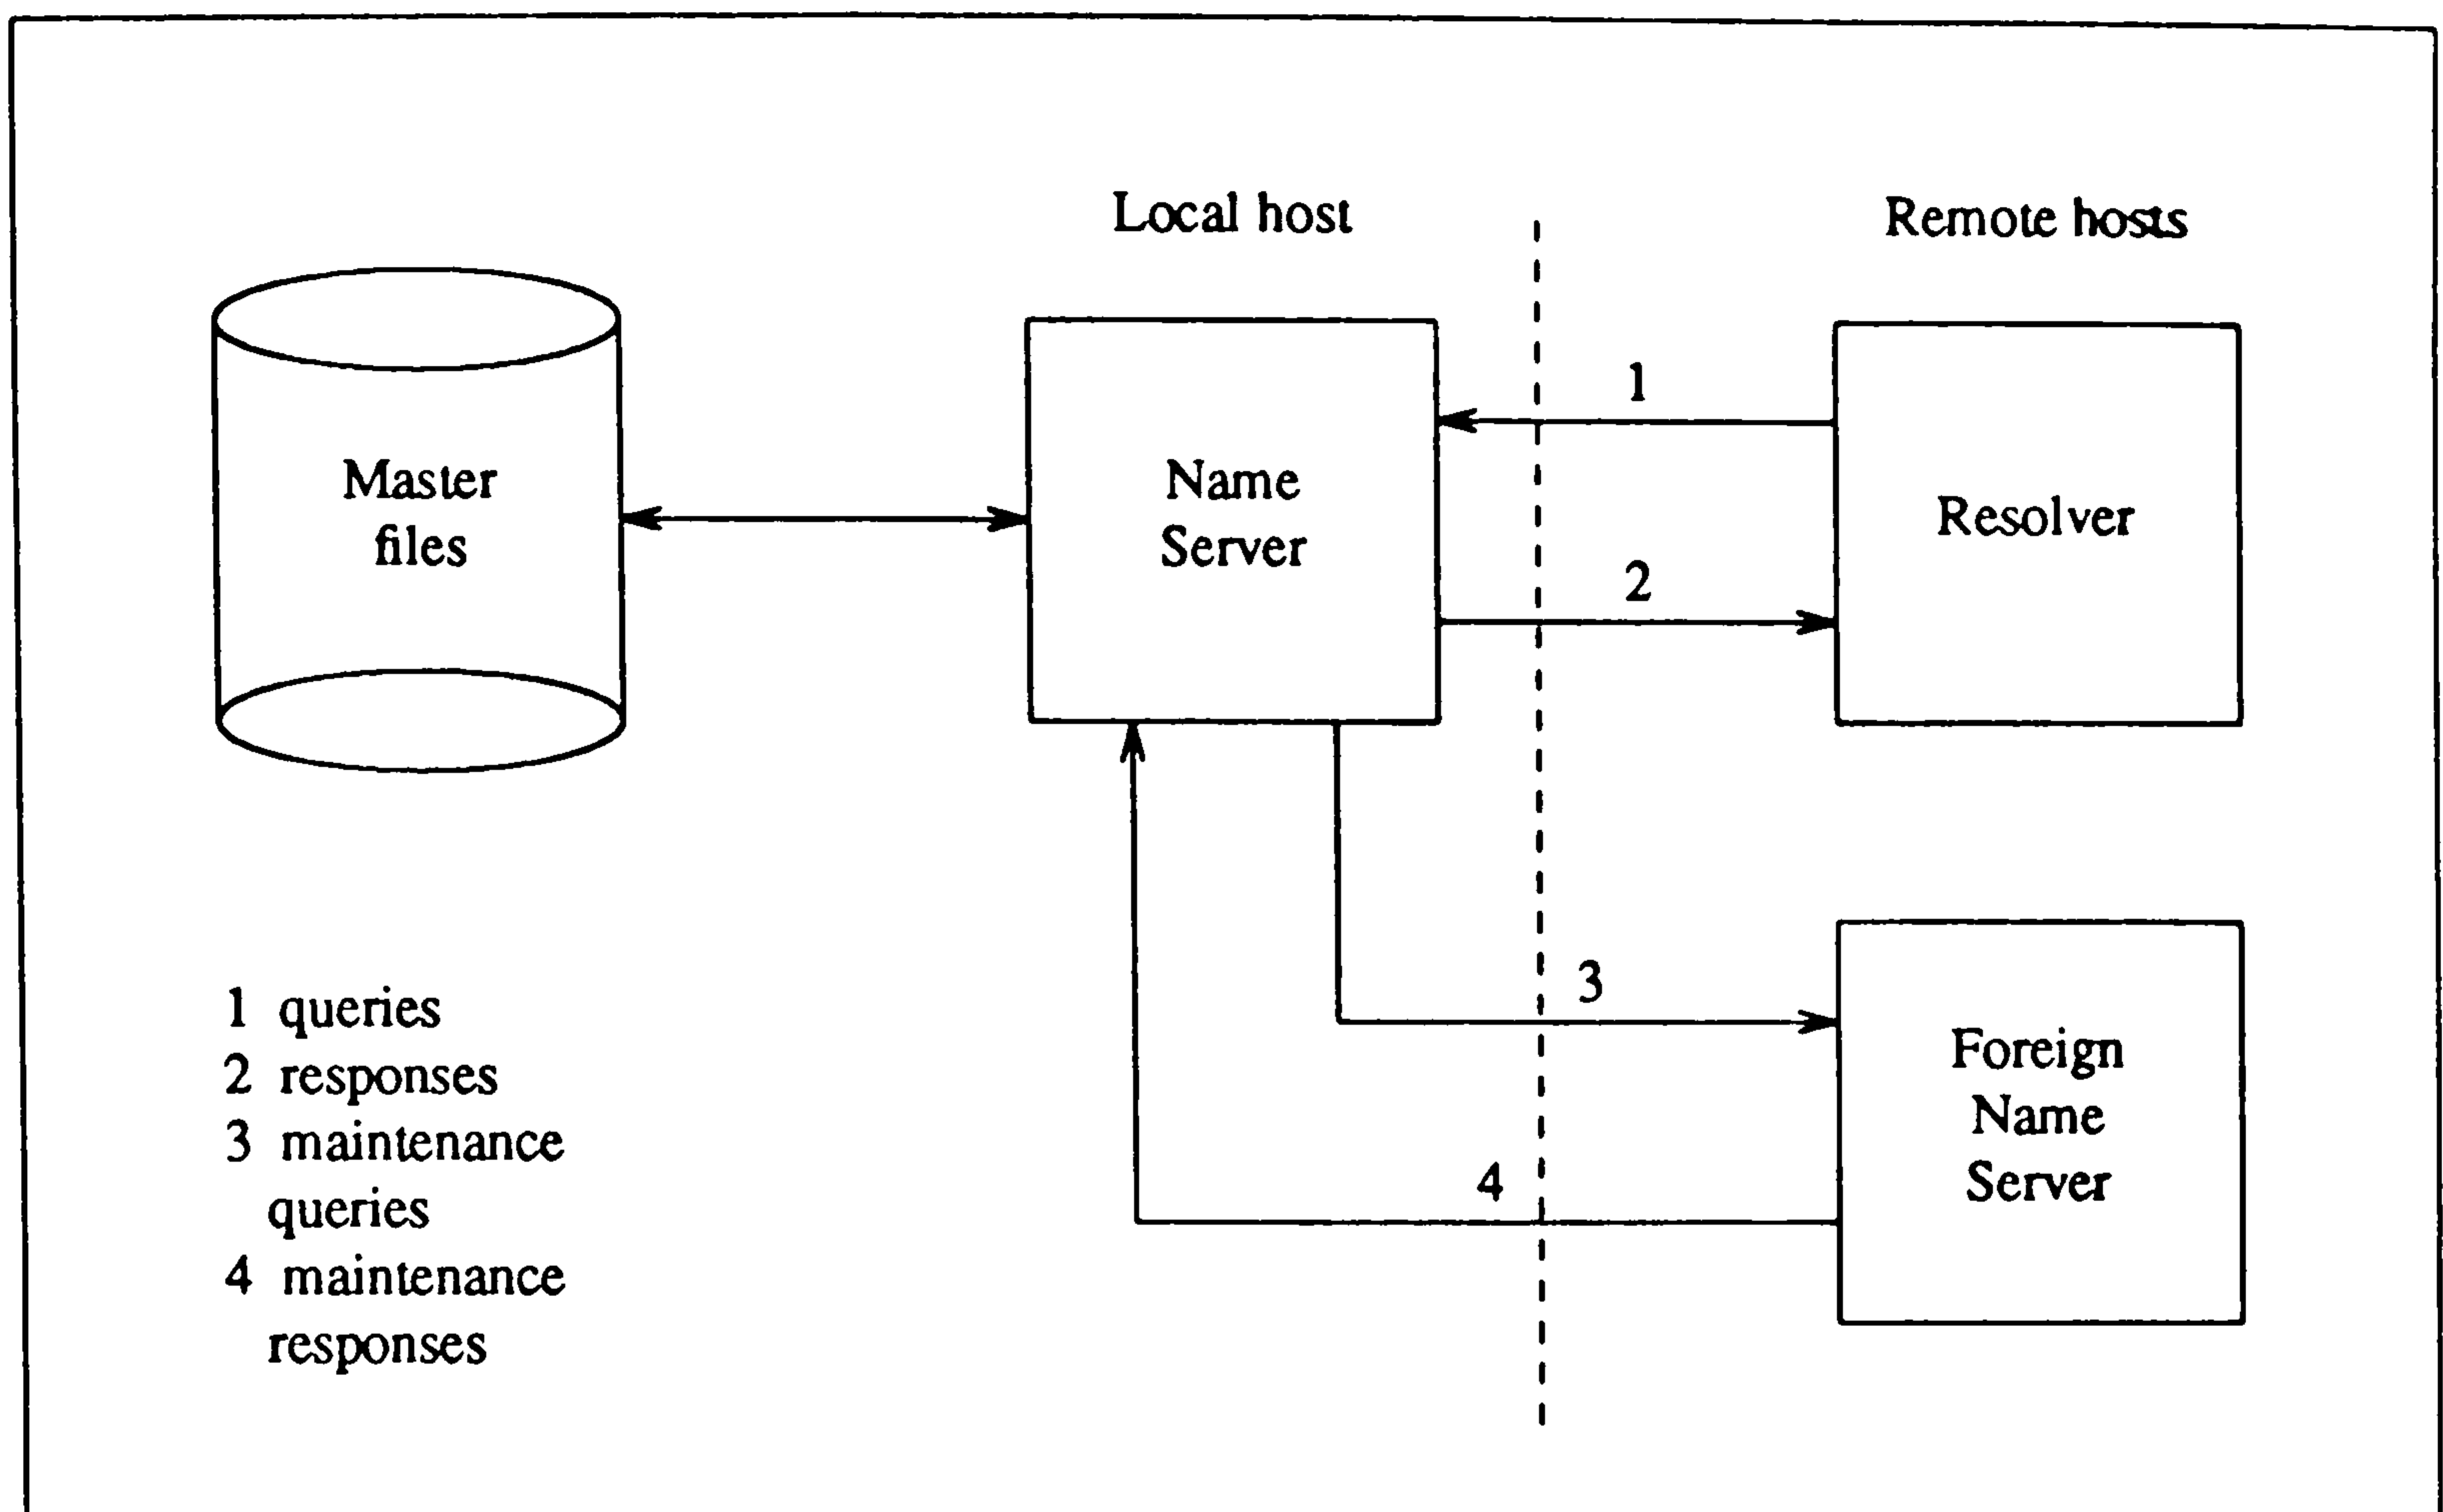 Local host
Remote hosts
Master
files
Name
Server
1
2
Resolver
3
4
Foreign
Name
Server
1 queries
2 responses
3 maintenance
queries
4 maintenance
responses